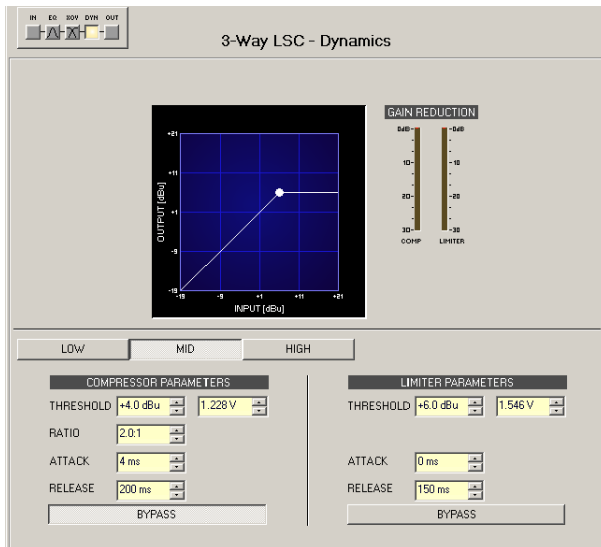 IN EQ XOV DYN OUT
3-Way LSC - Dynamics
GAIN REDUCTION
0dB -0dB
10- -10
20- -20
30- -30
COMP LIMITER
+21
+11
+1
-9
-19
OUTPUT [dBu]
-19 -9 +1 +11 +21
INPUT [dBu]
LOW MID HIGH
COMPRESSOR PARAMETERS
THRESHOLD +4.0 dBu 1.228 V
RATIO 2.0:1
ATTACK 4 ms
RELEASE 200 ms
BYPASS
LIMITER PARAMETERS
THRESHOLD +6.0 dBu 1.546 V
ATTACK 0 ms
RELEASE 150 ms
BYPASS